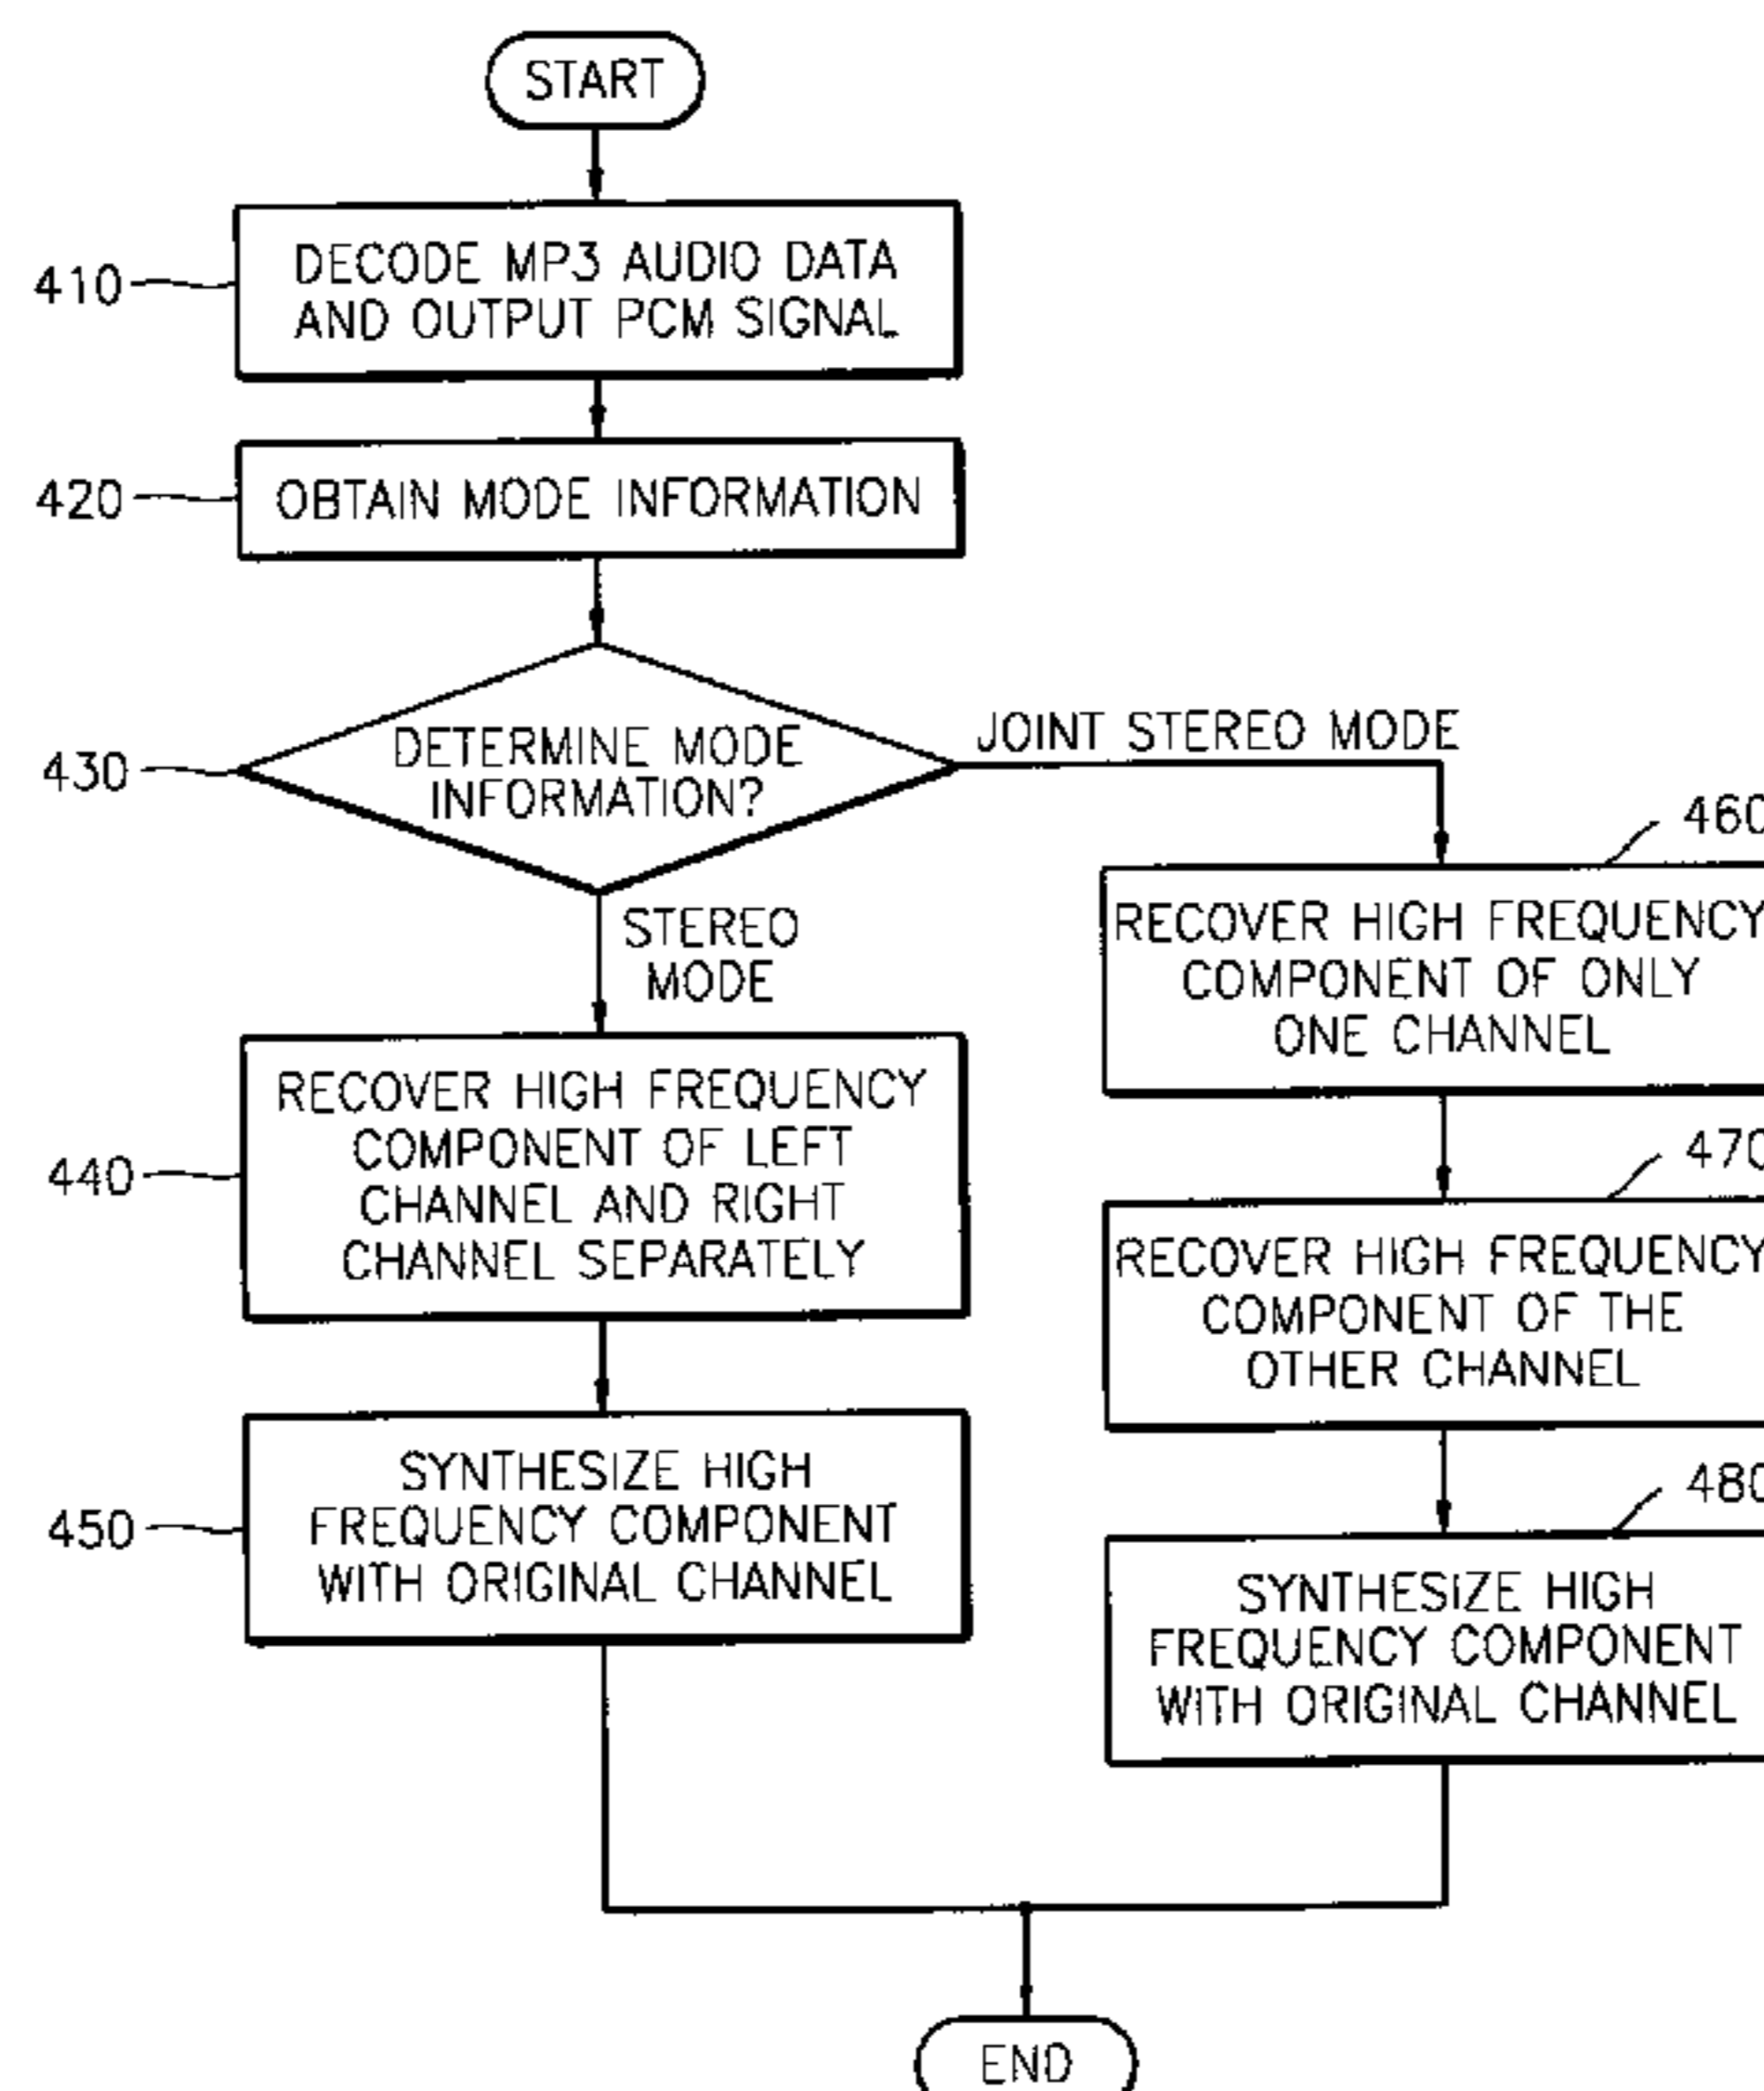 START
410
DECODE MP3 AUDIO DATA
AND OUTPUT PCM SIGNAL
420
OBTAIN MODE INFORMATION
430
DETERMINE MODE
INFORMATION?
JOINT STEREO MODE
STEREO
MODE
440
RECOVER HIGH FREQUENCY
COMPONENT OF LEFT
CHANNEL AND RIGHT
CHANNEL SEPARATELY
450
SYNTHESIZE HIGH
FREQUENCY COMPONENT
WITH ORIGINAL CHANNEL
460
RECOVER HIGH FREQUENCY
COMPONENT OF ONLY
ONE CHANNEL
470
RECOVER HIGH FREQUENCY
COMPONENT OF THE
OTHER CHANNEL
480
SYNTHESIZE HIGH
FREQUENCY COMPONENT
WITH ORIGINAL CHANNEL
END